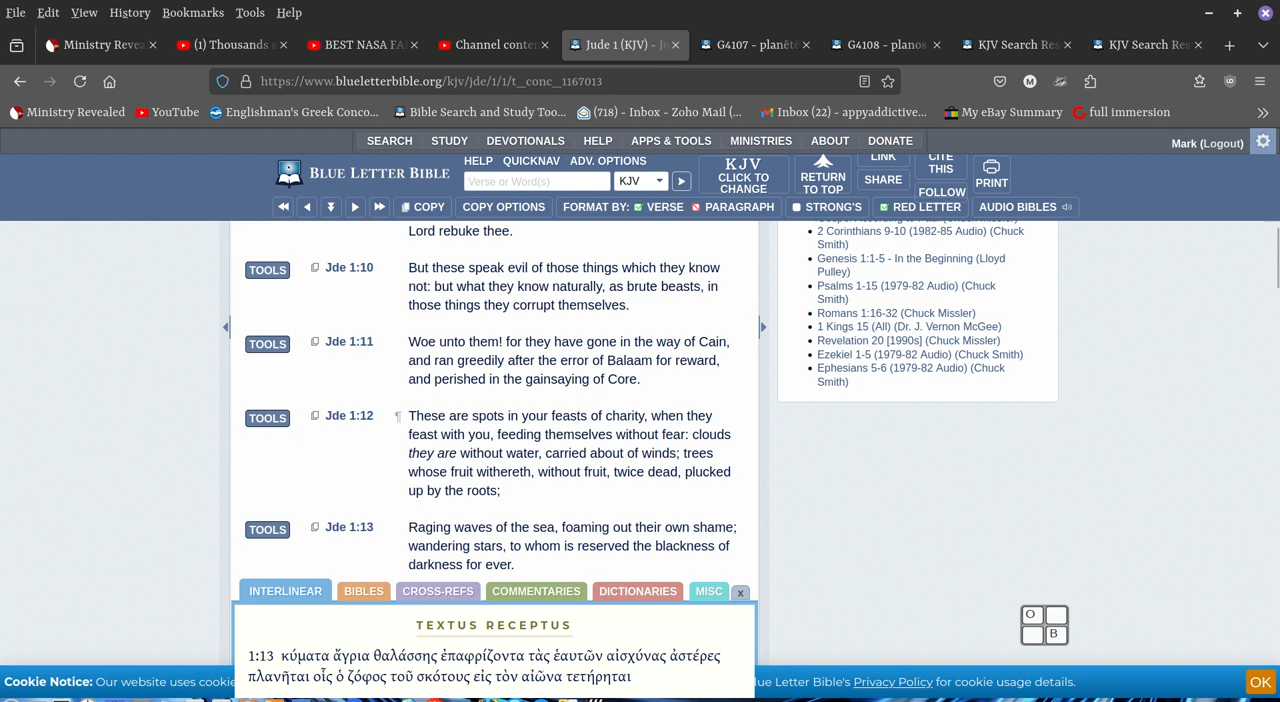 File Edit View History Bookmarks Tools Help
Ministry Revea
(1) Thousands s
BEST NASA FA
Channel conten
Jude 1 (KJV) - Ju
G4107 - planētē
G4108 - planos
KJV Search Res
KJV Search Res
https://www.blueletterbible.org/kjv/jde/1/1/t_conc_1167013
Ministry Revealed
YouTube
Englishman's Greek Conco...
Bible Search and Study Too...
(718) - Inbox - Zoho Mail (...
Inbox (22) - appyaddictive...
My eBay Summary
full immersion
SEARCH STUDY DEVOTIONALS HELP APPS & TOOLS MINISTRIES ABOUT DONATE
Mark (Logout)
BLUE LETTER BIBLE
HELP QUICKNAV ADV. OPTIONS
Verse or Word(s)
KJV
KJV
CLICK TO
CHANGE
RETURN
TO TOP
LINK
SHARE
CITE
THIS
FOLLOW
PRINT
COPY
COPY OPTIONS
FORMAT BY: VERSE PARAGRAPH
STRONG'S
RED LETTER
AUDIO BIBLES
Lord rebuke thee.
TOOLS
Jde 1:10
But these speak evil of those things which they know
not: but what they know naturally, as brute beasts, in
those things they corrupt themselves.
TOOLS
Jde 1:11
Woe unto them! for they have gone in the way of Cain,
and ran greedily after the error of Balaam for reward,
and perished in the gainsaying of Core.
TOOLS
Jde 1:12
¶ These are spots in your feasts of charity, when they
feast with you, feeding themselves without fear: clouds
they are without water, carried about of winds; trees
whose fruit withereth, without fruit, twice dead, plucked
up by the roots;
TOOLS
Jde 1:13
Raging waves of the sea, foaming out their own shame;
wandering stars, to whom is reserved the blackness of
darkness for ever.
INTERLINEAR BIBLES CROSS-REFS COMMENTARIES DICTIONARIES MISC x
TEXTUS RECEPTUS
1:13 κύματα ἄγρια θαλάσσης ἐπαφρίζοντα τὰς ἑαυτῶν αἰσχύνας ἀστέρες
πλανῆται οἷς ὁ ζόφος τοῦ σκότους εἰς τὸν αἰῶνα τετήρηται
Gospel According to Paul (Chuck Missler)
2 Corinthians 9-10 (1982-85 Audio) (Chuck
Smith)
Genesis 1:1-5 - In the Beginning (Lloyd
Pulley)
Psalms 1-15 (1979-82 Audio) (Chuck
Smith)
Romans 1:16-32 (Chuck Missler)
1 Kings 15 (All) (Dr. J. Vernon McGee)
Revelation 20 [1990s] (Chuck Missler)
Ezekiel 1-5 (1979-82 Audio) (Chuck Smith)
Ephesians 5-6 (1979-82 Audio) (Chuck
Smith)
O
B
Cookie Notice: Our website uses cookie
lue Letter Bible's Privacy Policy for cookie usage details.
OK